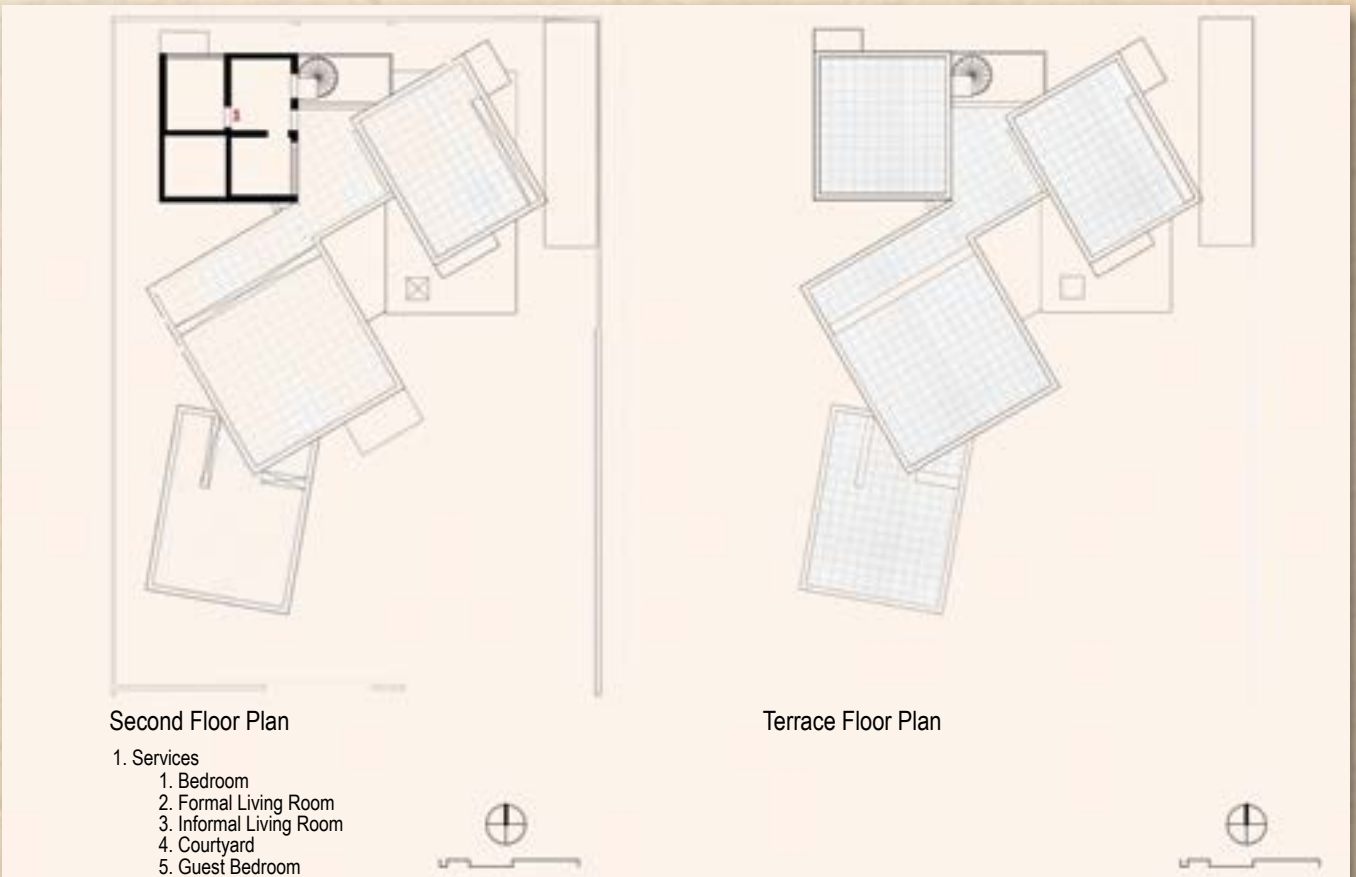 Second Floor Plan
1. Services
1. Bedroom
2. Formal Living Room
3. Informal Living Room
4. Courtyard
5. Guest Bedroom
Terrace Floor Plan